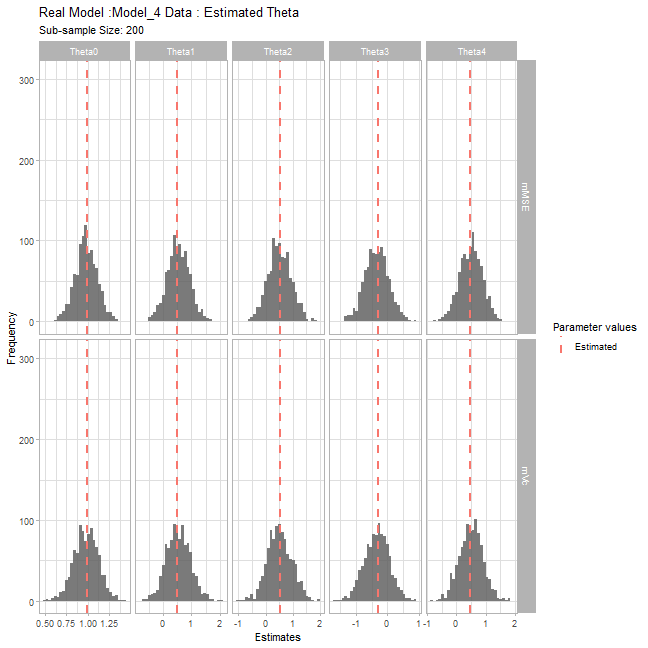 Real Model :Model_4 Data : Estimated Theta
Sub-sample Size: 200
Theta0 Theta1 Theta2 Theta3 Theta4
300
200
100
0
mMSE
Frequency
300
200
100
0
mVc
0.50 0.75 1.00 1.25
0 1 2
-1 0 1 2
-1 0 1
-1 0 1 2
Estimates
Parameter values
Estimated